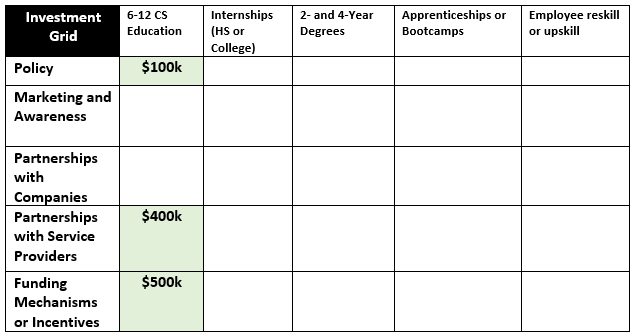 Investment
Grid
6-12 CS
Education
Internships
(HS or
College)
2- and 4-Year
Degrees
Apprenticeships or
Bootcamps
Employee reskill
or upskill
Policy
$100k
Marketing and
Awareness
Partnerships
with
Companies
Partnerships
with Service
Providers
$400k
Funding
Mechanisms
or Incentives
$500k